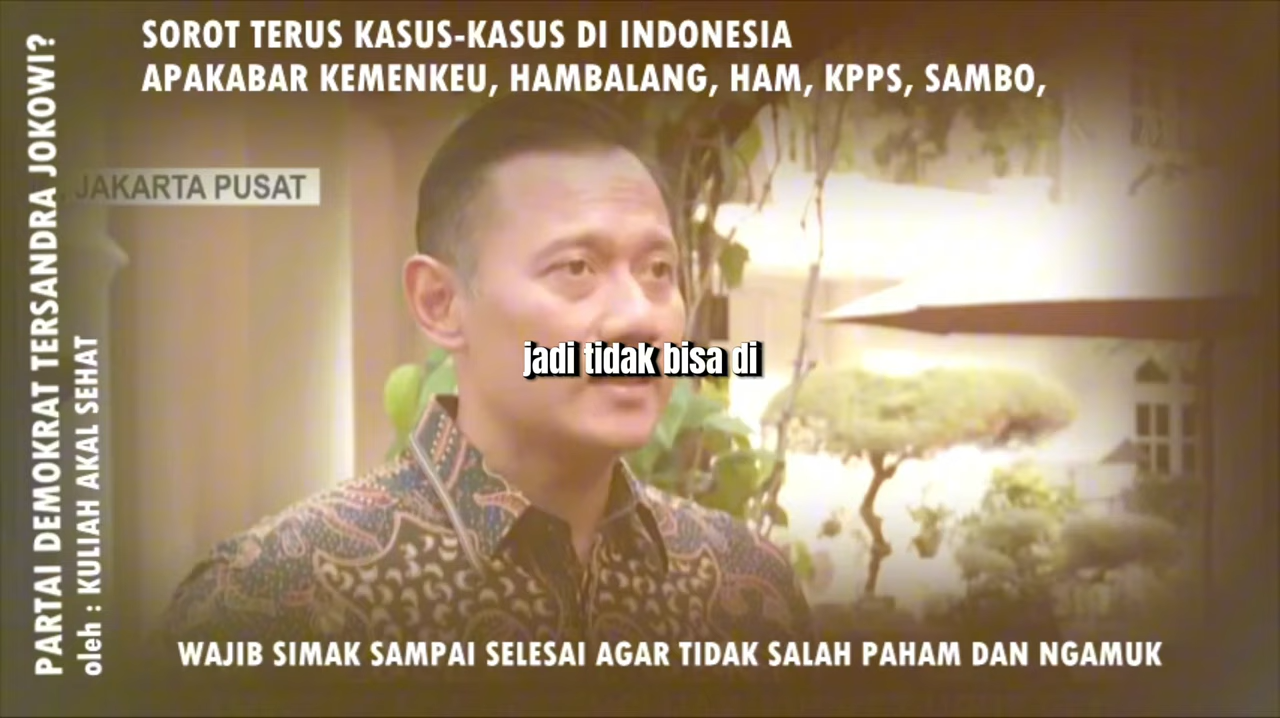 SOROT TERUS KASUS-KASUS DI INDONESIA
APAKABAR KEMENKEU, HAMBALANG, HAM, KPPS, SAMBO,
PARTAI DEMOKRAT TERSANDRA JOKOWI?
oleh : KULIAH AKAL SEHAT
, JAKARTA PUSAT
jadi tidak bisa di
WAJIB SIMAK SAMPAI SELESAI AGAR TIDAK SALAH PAHAM DAN NGAMUK